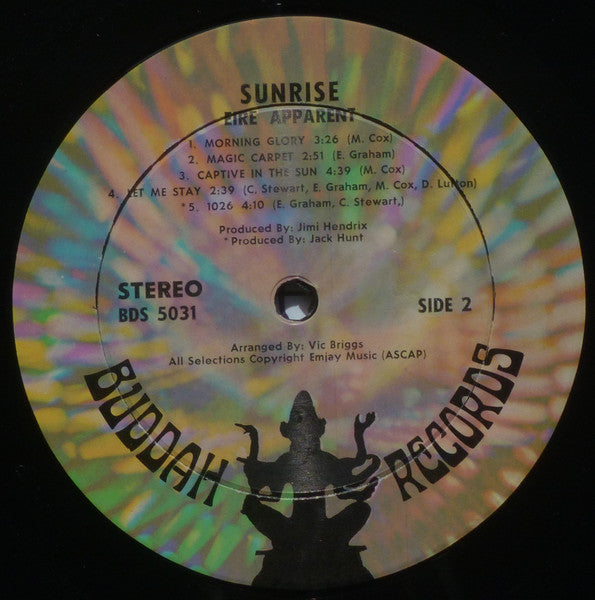 SUNRISE
EIRE APPARENT
1. MORNING GLORY 3:26 (M. Cox)
2. MAGIC CARPET 2:51 (E. Graham)
3. CAPTIVE IN THE SUN 4:39 (M. Cox)
4. LET ME STAY 2:39 (C. Stewart, E. Graham, M. Cox, D. Lutton)
*5. 1026 4:10 (E. Graham, C. Stewart,)
Produced By: Jimi Hendrix
*Produced By: Jack Hunt
STEREO
BDS 5031
SIDE 2
Arranged By: Vic Briggs
All Selections Copyright Emjay Music (ASCAP)
BUDDAH RECORDS